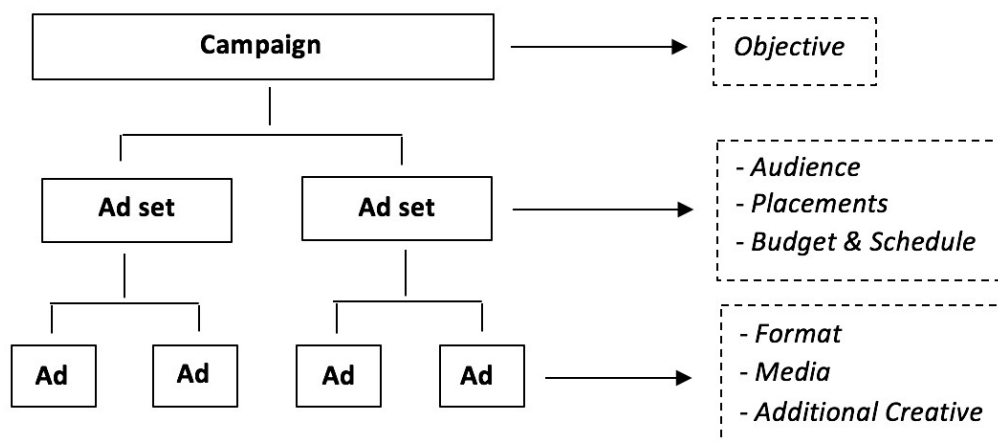 Campaign
Objective
Ad set
Ad set
- Audience
- Placements
- Budget & Schedule
Ad
Ad
Ad
Ad
- Format
- Media
- Additional Creative